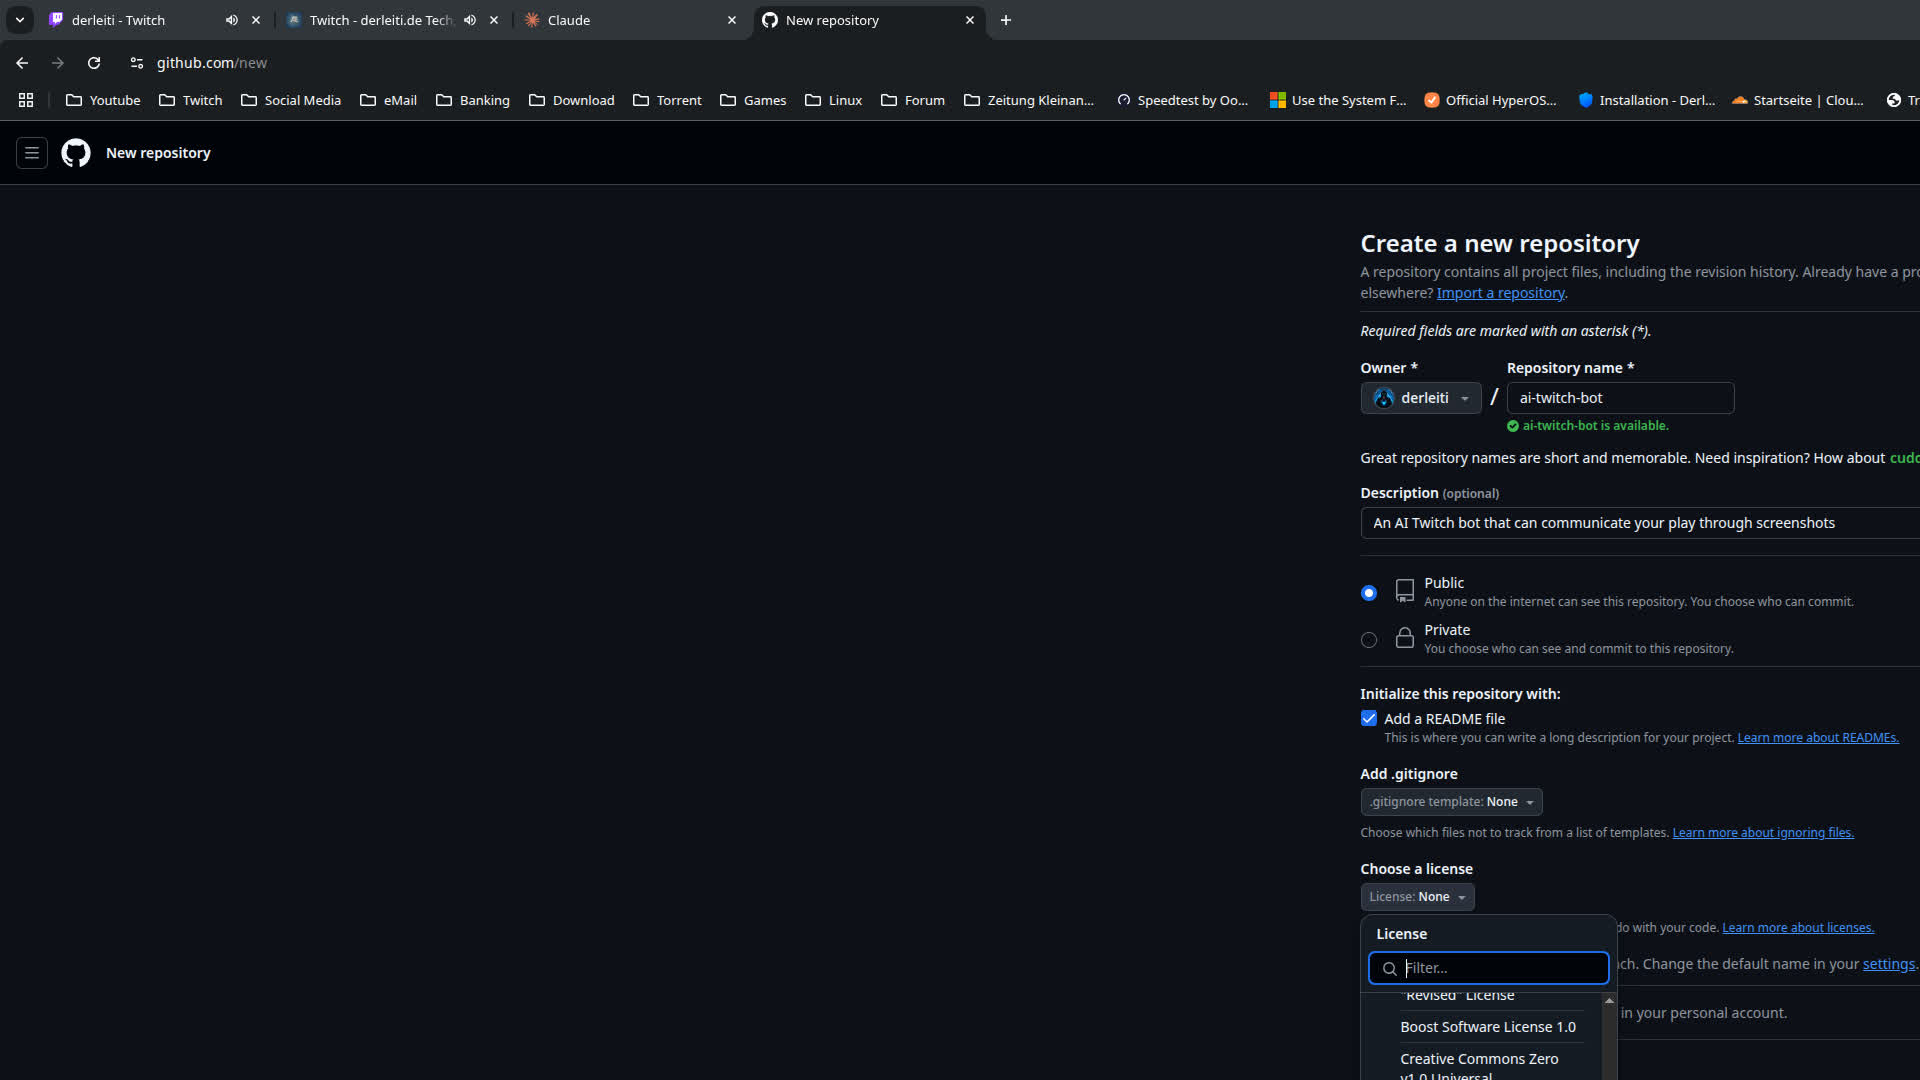 derleiti - Twitch
Twitch - derleiti.de Tech
Claude
New repository
github.com/new
Youtube
Twitch
Social Media
eMail
Banking
Download
Torrent
Games
Linux
Forum
Zeitung Kleinan...
Speedtest by Oo...
Use the System F...
Official HyperOS...
Installation - Derl...
Startseite | Clou...
Tr
New repository
Create a new repository
A repository contains all project files, including the revision history. Already have a pro
elsewhere? Import a repository.
Required fields are marked with an asterisk (*).
Owner *
Repository name *
derleiti
/
ai-twitch-bot
ai-twitch-bot is available.
Great repository names are short and memorable. Need inspiration? How about cudd
Description (optional)
An AI Twitch bot that can communicate your play through screenshots
Public
Anyone on the internet can see this repository. You choose who can commit.
Private
You choose who can see and commit to this repository.
Initialize this repository with:
Add a README file
This is where you can write a long description for your project. Learn more about READMEs.
Add .gitignore
.gitignore template: None
Choose which files not to track from a list of templates. Learn more about ignoring files.
Choose a license
License: None
License
do with your code. Learn more about licenses.
Filter...
ch. Change the default name in your settings.
"Revised" License
in your personal account.
Boost Software License 1.0
Creative Commons Zero
v1.0 Universal